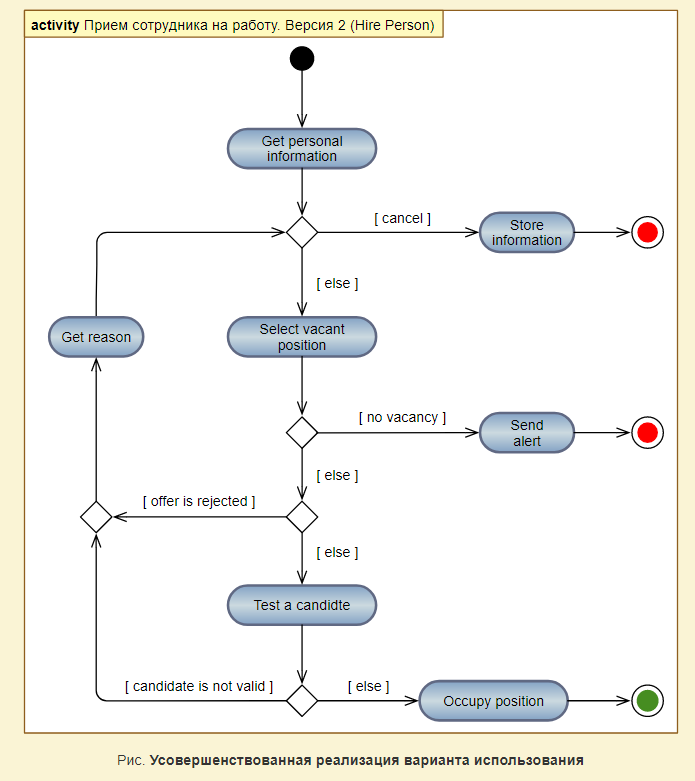 activity Прием сотрудника на работу. Версия 2 (Hire Person)
Get personal
information
[ cancel ]
Store
information
[ else ]
Get reason
Select vacant
position
[ no vacancy ]
Send
alert
[ else ]
[ offer is rejected ]
[ else ]
Test a candidte
[ candidate is not valid ]
[ else ]
Occupy position
Рис. Усовершенствованная реализация варианта использования